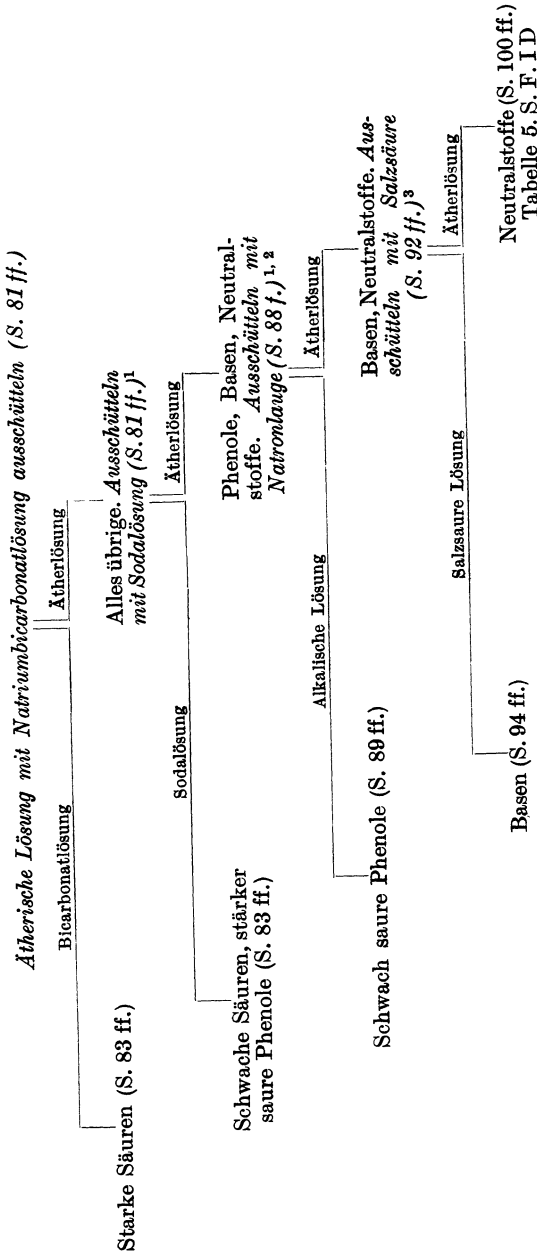 Ätherische Lösung mit Natriumbicarbonatlösung ausschütteln (S. 81 ff.)
Bicarbonatlösung
Ätherlösung
Starke Säuren (S. 83 ff.)
Alles übrige. Ausschütteln
mit Sodalösung (S. 81 ff.)¹
Sodalösung
Ätherlösung
Schwache Säuren, stärker
saure Phenole (S. 83 ff.)
Phenole, Basen, Neutral-
stoffe. Ausschütteln mit
Natronlauge (S. 88 f.)¹,²
Alkalische Lösung
Ätherlösung
Schwach saure Phenole (S. 89 ff.)
Basen, Neutralstoffe. Aus-
schütteln mit Salzsäure
(S. 92 ff.)³
Salzsaure Lösung
Ätherlösung
Basen (S. 94 ff.)
Neutralstoffe (S. 100 ff.)
Tabelle 5. S. F. I D